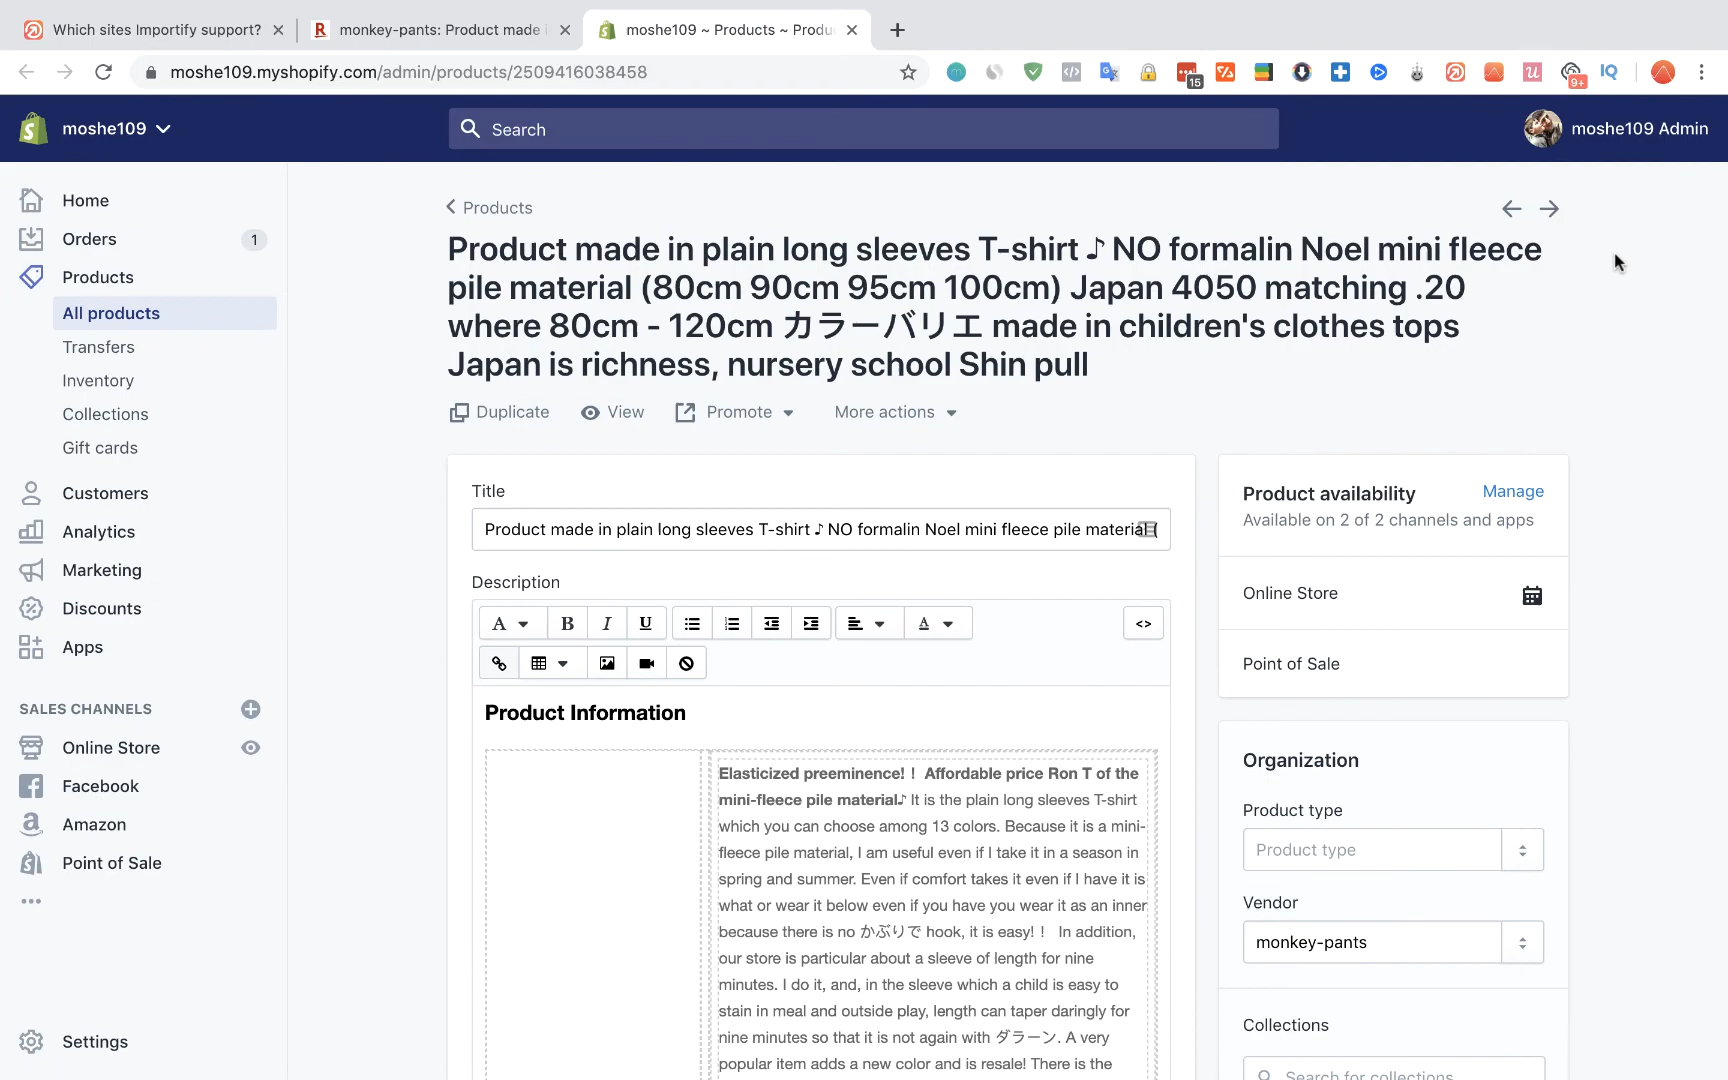 Which sites Importify support?
monkey-pants: Product made i
moshe109 ~ Products ~ Produ
moshe109.myshopify.com/admin/products/2509416038458
15
9+
IQ
moshe109
Search
moshe109 Admin
Home
Orders
1
Products
All products
Transfers
Inventory
Collections
Gift cards
Customers
Analytics
Marketing
Discounts
Apps
SALES CHANNELS
Online Store
Facebook
Amazon
Point of Sale
Settings
Products
Product made in plain long sleeves T-shirt ♪ NO formalin Noel mini fleece
pile material (80cm 90cm 95cm 100cm) Japan 4050 matching .20
where 80cm - 120cm カラーバリエ made in children's clothes tops
Japan is richness, nursery school Shin pull
Duplicate
View
Promote
More actions
Title
Product made in plain long sleeves T-shirt ♪ NO formalin Noel mini fleece pile material (
Description
A
B
I
U
A
<>
Product Information
Elasticized preeminence!！ Affordable price Ron T of the
mini-fleece pile material♪ It is the plain long sleeves T-shirt
which you can choose among 13 colors. Because it is a mini-
fleece pile material, I am useful even if I take it in a season in
spring and summer. Even if comfort takes it even if I have it is
what or wear it below even if you have you wear it as an inner
because there is no かぶりで hook, it is easy!！ In addition,
our store is particular about a sleeve of length for nine
minutes. I do it, and, in the sleeve which a child is easy to
stain in meal and outside play, length can taper daringly for
nine minutes so that it is not again with ダラーン. A very
popular item adds a new color and is resale! There is the
Product availability
Manage
Available on 2 of 2 channels and apps
Online Store
Point of Sale
Organization
Product type
Product type
Vendor
monkey-pants
Collections
Search for collections